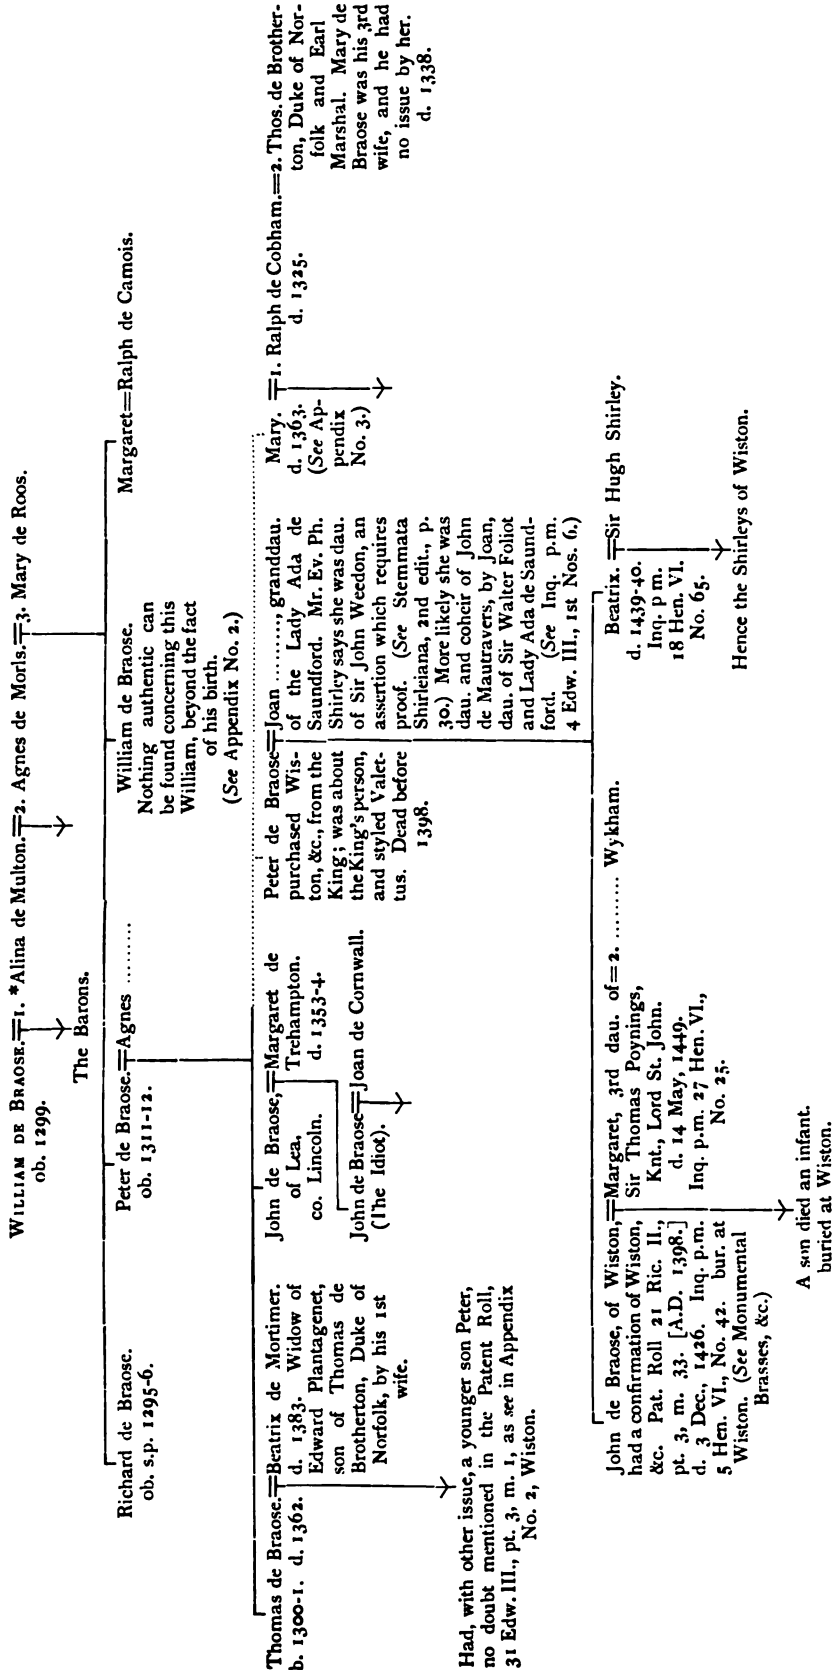 WILLIAM DE BRAOSE.=1. *Alina de Multon.=2. Agnes de Morls.=3. Mary de Roos.
ob. 1299.
The Barons.
Richard de Braose.
ob. s.p. 1295-6.
Peter de Braose.=Agnes .........
ob. 1311-12.
William de Braose.
Nothing authentic can
be found concerning this
William, beyond the fact
of his birth.
(See Appendix No. 2.)
Margaret=Ralph de Camois.
Thomas de Braose.=Beatrix de Mortimer.
b. 1300-1. d. 1362.
d. 1383. Widow of
Edward Plantagenet,
son of Thomas de
Brotherton, Duke of
Norfolk, by his 1st
wife.
Had, with other issue, a younger son Peter,
no doubt mentioned in the Patent Roll,
31 Edw. III., pt. 3, m. 1, as see in Appendix
No. 2, Wiston.
John de Braose,=Margaret de
of Lea,
co. Lincoln.
Trehampton.
d. 1353-4.
John de Braose=Joan de Cornwall.
(The Idiot).
Peter de Braose=Joan ........, granddau.
purchased Wis-
ton, &c., from the
King; was about
the King's person,
and styled Valet-
tus. Dead before
1398.
of the Lady Ada de
Saundford. Mr. Ev. Ph.
Shirley says she was dau.
of Sir John Weedon, an
assertion which requires
proof. (See Stemmata
Shirleiana, 2nd edit., p.
30.) More likely she was
dau. and coheir of John
de Mautravers, by Joan,
dau. of Sir Walter Foliot
and Lady Ada de Saund-
ford. (See Inq. p.m.
4 Edw. III., 1st Nos. 6.)
Mary. =1. Ralph de Cobham.=2. Thos. de Brother-
d. 1363.
(See Ap-
pendix
No. 3.)
d. 1325.
ton, Duke of Nor-
folk and Earl
Marshal. Mary de
Braose was his 3rd
wife, and he had
no issue by her.
d. 1338.
John de Braose, of Wiston,=Margaret, 3rd dau. of=2. ......... Wykham.
had a confirmation of Wiston,
&c. Pat. Roll 21 Ric. II.,
pt. 3, m. 33. [A.D. 1398.]
d. 3 Dec., 1426. Inq. p.m.
5 Hen. VI., No. 42. bur. at
Wiston. (See Monumental
Brasses, &c.)
Sir Thomas Poynings,
Knt., Lord St. John.
d. 14 May, 1449.
Inq. p.m. 27 Hen. VI.,
No. 25.
A son died an infant.
buried at Wiston.
Beatrix. =Sir Hugh Shirley.
d. 1439-40.
Inq. p m.
18 Hen. VI.
No. 65.
Hence the Shirleys of Wiston.